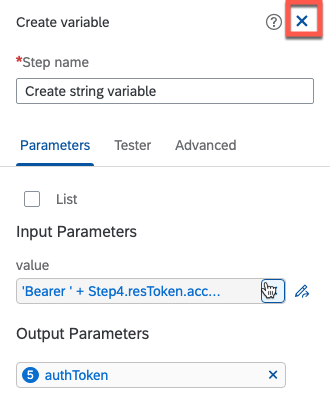 Create variable
*Step name
Create string variable
Parameters Tester Advanced
List
Input Parameters
value
'Bearer ' + Step4.resToken.acc...
Output Parameters
5 authToken